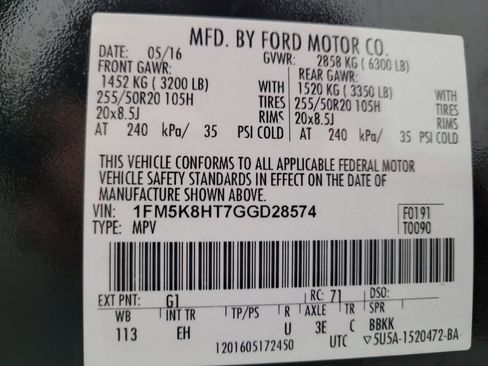 MFD. BY FORD MOTOR CO.
DATE: 05/16 GVWR: 2858 KG ( 6300 LB)
FRONT GAWR: REAR GAWR:
1452 KG ( 3200 LB) WITH 1520 KG ( 3350 LB) WITH
255/50R20 105H TIRES 255/50R20 105H TIRES
20x8.5J RIMS 20x8.5J RIMS
AT 240 kPa/ 35 PSI COLD AT 240 kPa/ 35 PSI COLD
THIS VEHICLE CONFORMS TO ALL APPLICABLE FEDERAL MOTOR
VEHICLE SAFETY STANDARDS IN EFFECT ON THE DATE OF
MANUFACTURE SHOWN ABOVE.
VIN: 1FM5K8HT7GGD28574 F0191
TYPE: MPV T0090
EXT PNT: G1 RC: 71 DSO:
WB INT TR TP/PS R AXLE TR SPR
113 EH U 3E C BBKK
1201605172450 UTC ▽5U5A-1520472-BA